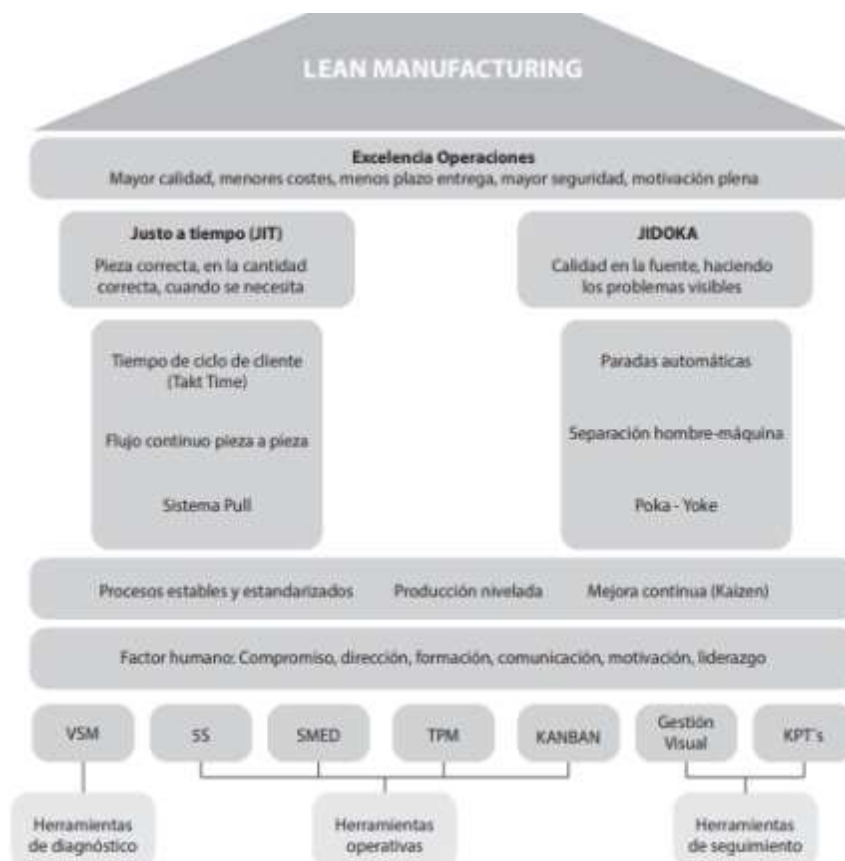 LEAN MANUFACTURING
Excelencia Operaciones
Mayor calidad, menores costes, menos plazo entrega, mayor seguridad, motivación plena
Justo a tiempo (JIT)
Pieza correcta, en la cantidad
correcta, cuando se necesita
JIDOKA
Calidad en la fuente, haciendo
los problemas visibles
Tiempo de ciclo de cliente
(Takt Time)
Flujo continuo pieza a pieza
Sistema Pull
Paradas automáticas
Separación hombre-máquina
Poka - Yoke
Procesos estables y estandarizados
Producción nivelada
Mejora continua (Kaizen)
Factor humano: Compromiso, dirección, formación, comunicación, motivación, liderazgo
VSM
5S
SMED
TPM
KANBAN
Gestión
Visual
KPT´s
Herramientas
de diagnóstico
Herramientas
operativas
Herramientas
de seguimiento